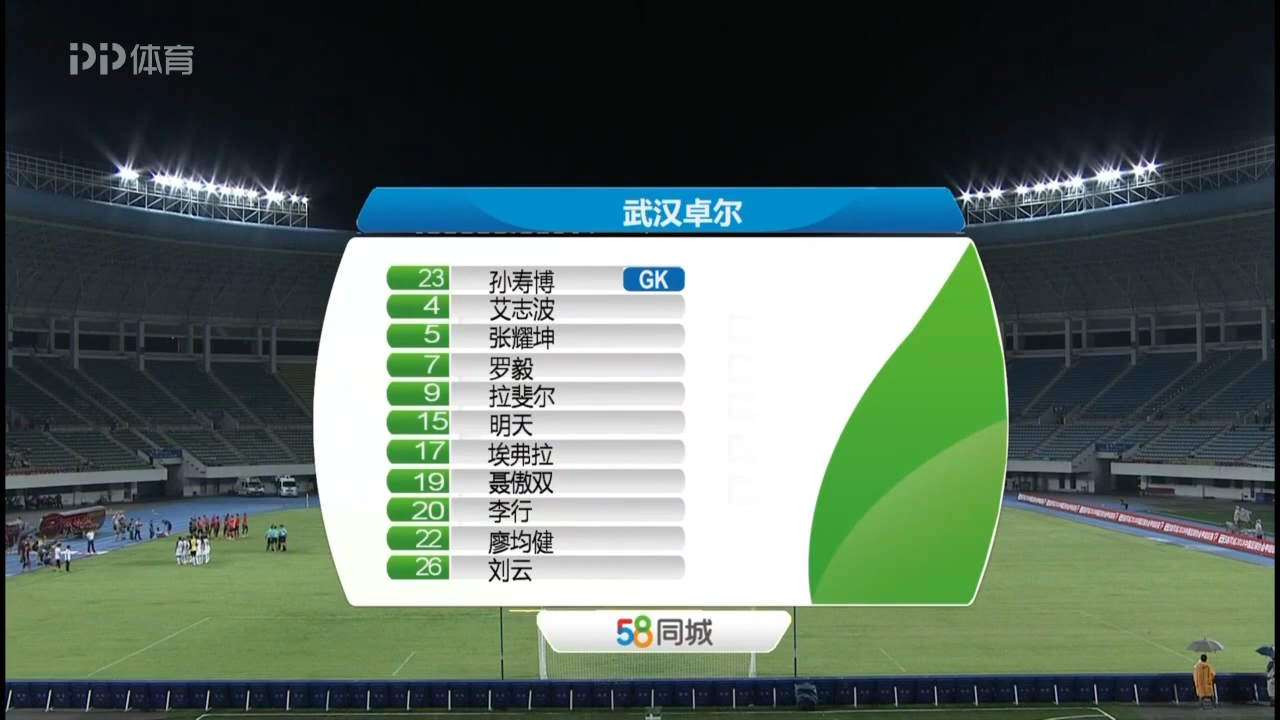 PP体育
武汉卓尔
23 孙寿博 GK
4 艾志波
5 张耀坤
7 罗毅
9 拉斐尔
15 明天
17 埃弗拉
19 聂傲双
20 李行
22 廖均健
26 刘云
58同城